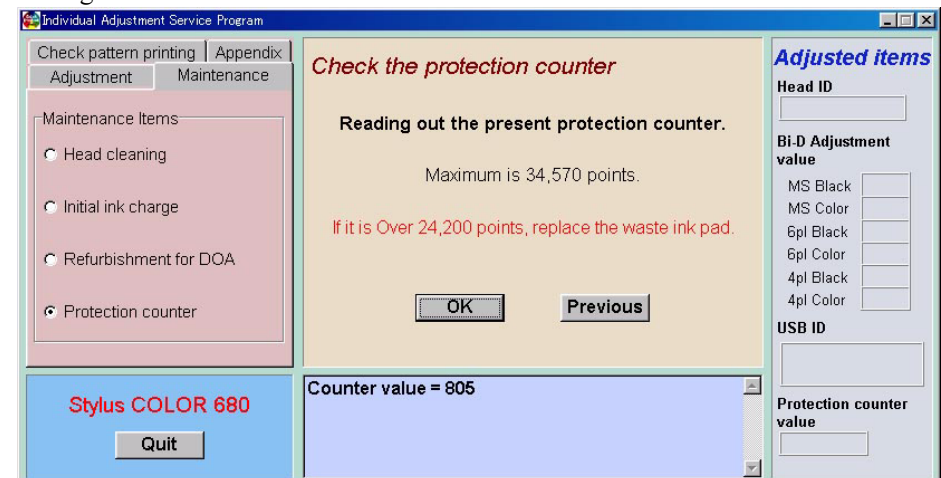 Individual Adjustment Service Program
Check pattern printing
Appendix
Adjustment
Maintenance
Maintenance Items
Head cleaning
Initial ink charge
Refurbishment for DOA
Protection counter
Stylus COLOR 680
Quit
Check the protection counter
Reading out the present protection counter.
Maximum is 34,570 points.
If it is Over 24,200 points, replace the waste ink pad.
OK
Previous
Counter value = 805
Adjusted items
Head ID
Bi-D Adjustment
value
MS Black
MS Color
6pl Black
6pl Color
4pl Black
4pl Color
USB ID
Protection counter
value